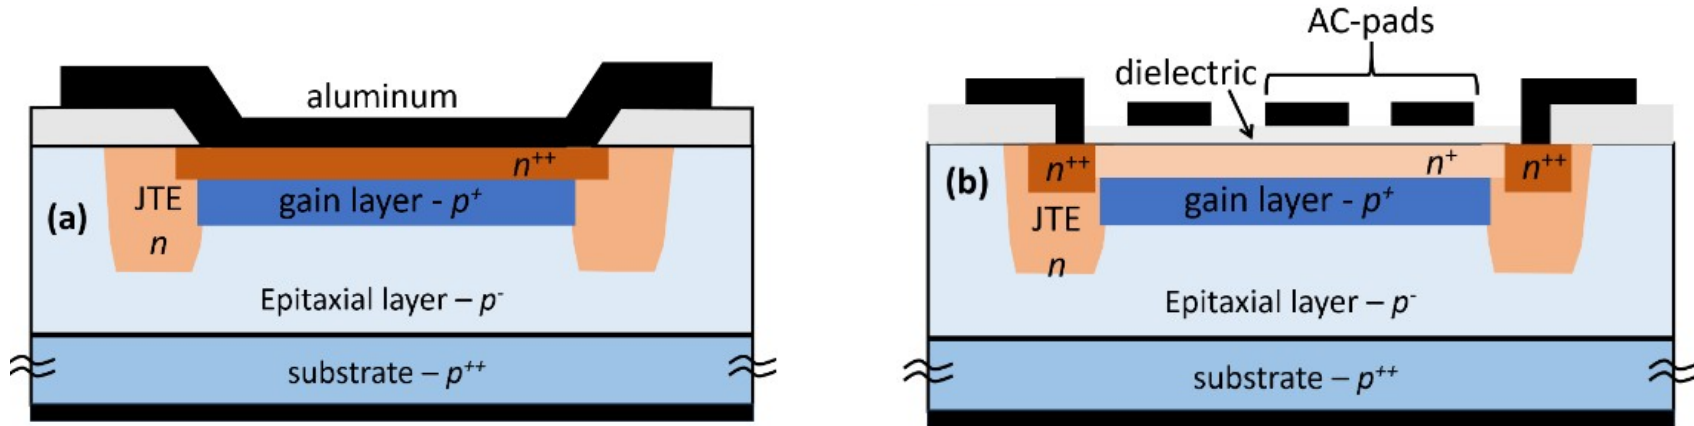 aluminum
n++
gain layer - p+
JTE
n
(a)
Epitaxial layer – p-
substrate – p++
AC-pads
dielectric
n++
n+
n++
(b)
gain layer - p+
JTE
n
Epitaxial layer – p-
substrate – p++